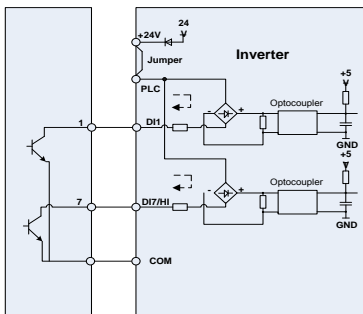 24
V
+24V
Inverter
Jumper
PLC
+5
V
1
DI1
-
+
Optocoupler
GND
+5
V
Optocoupler
7
DI7/HI
-
+
GND
COM